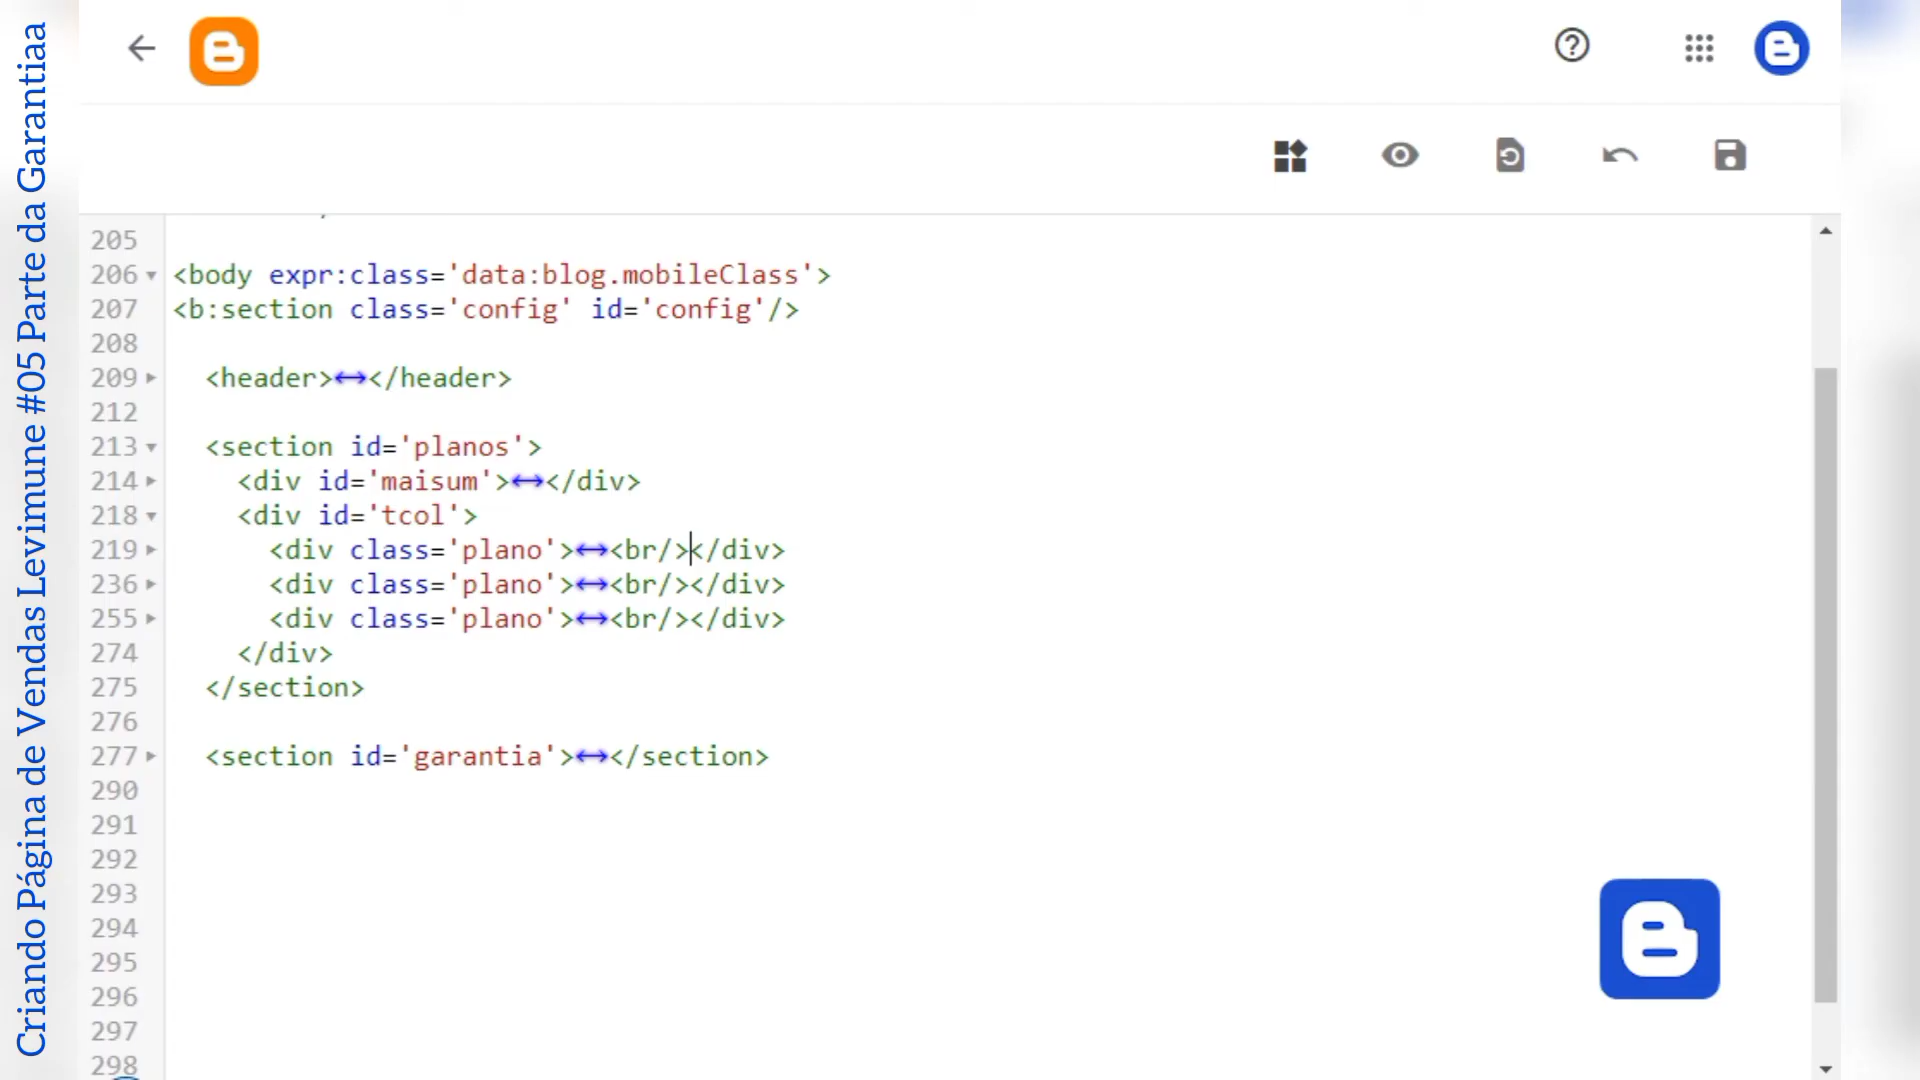 Criando Página de Vendas Levimune #05 Parte da Garantiaa
205
206 <body expr:class='data:blog.mobileClass'>
207 <b:section class='config' id='config'/>
208
209 <header>↔</header>
212
213 <section id='planos'>
214 <div id='maisum'>↔</div>
218 <div id='tcol'>
219 <div class='plano'>↔<br/></div>
236 <div class='plano'>↔<br/></div>
255 <div class='plano'>↔<br/></div>
274 </div>
275 </section>
276
277 <section id='garantia'>↔</section>
290
291
292
293
294
295
296
297
298